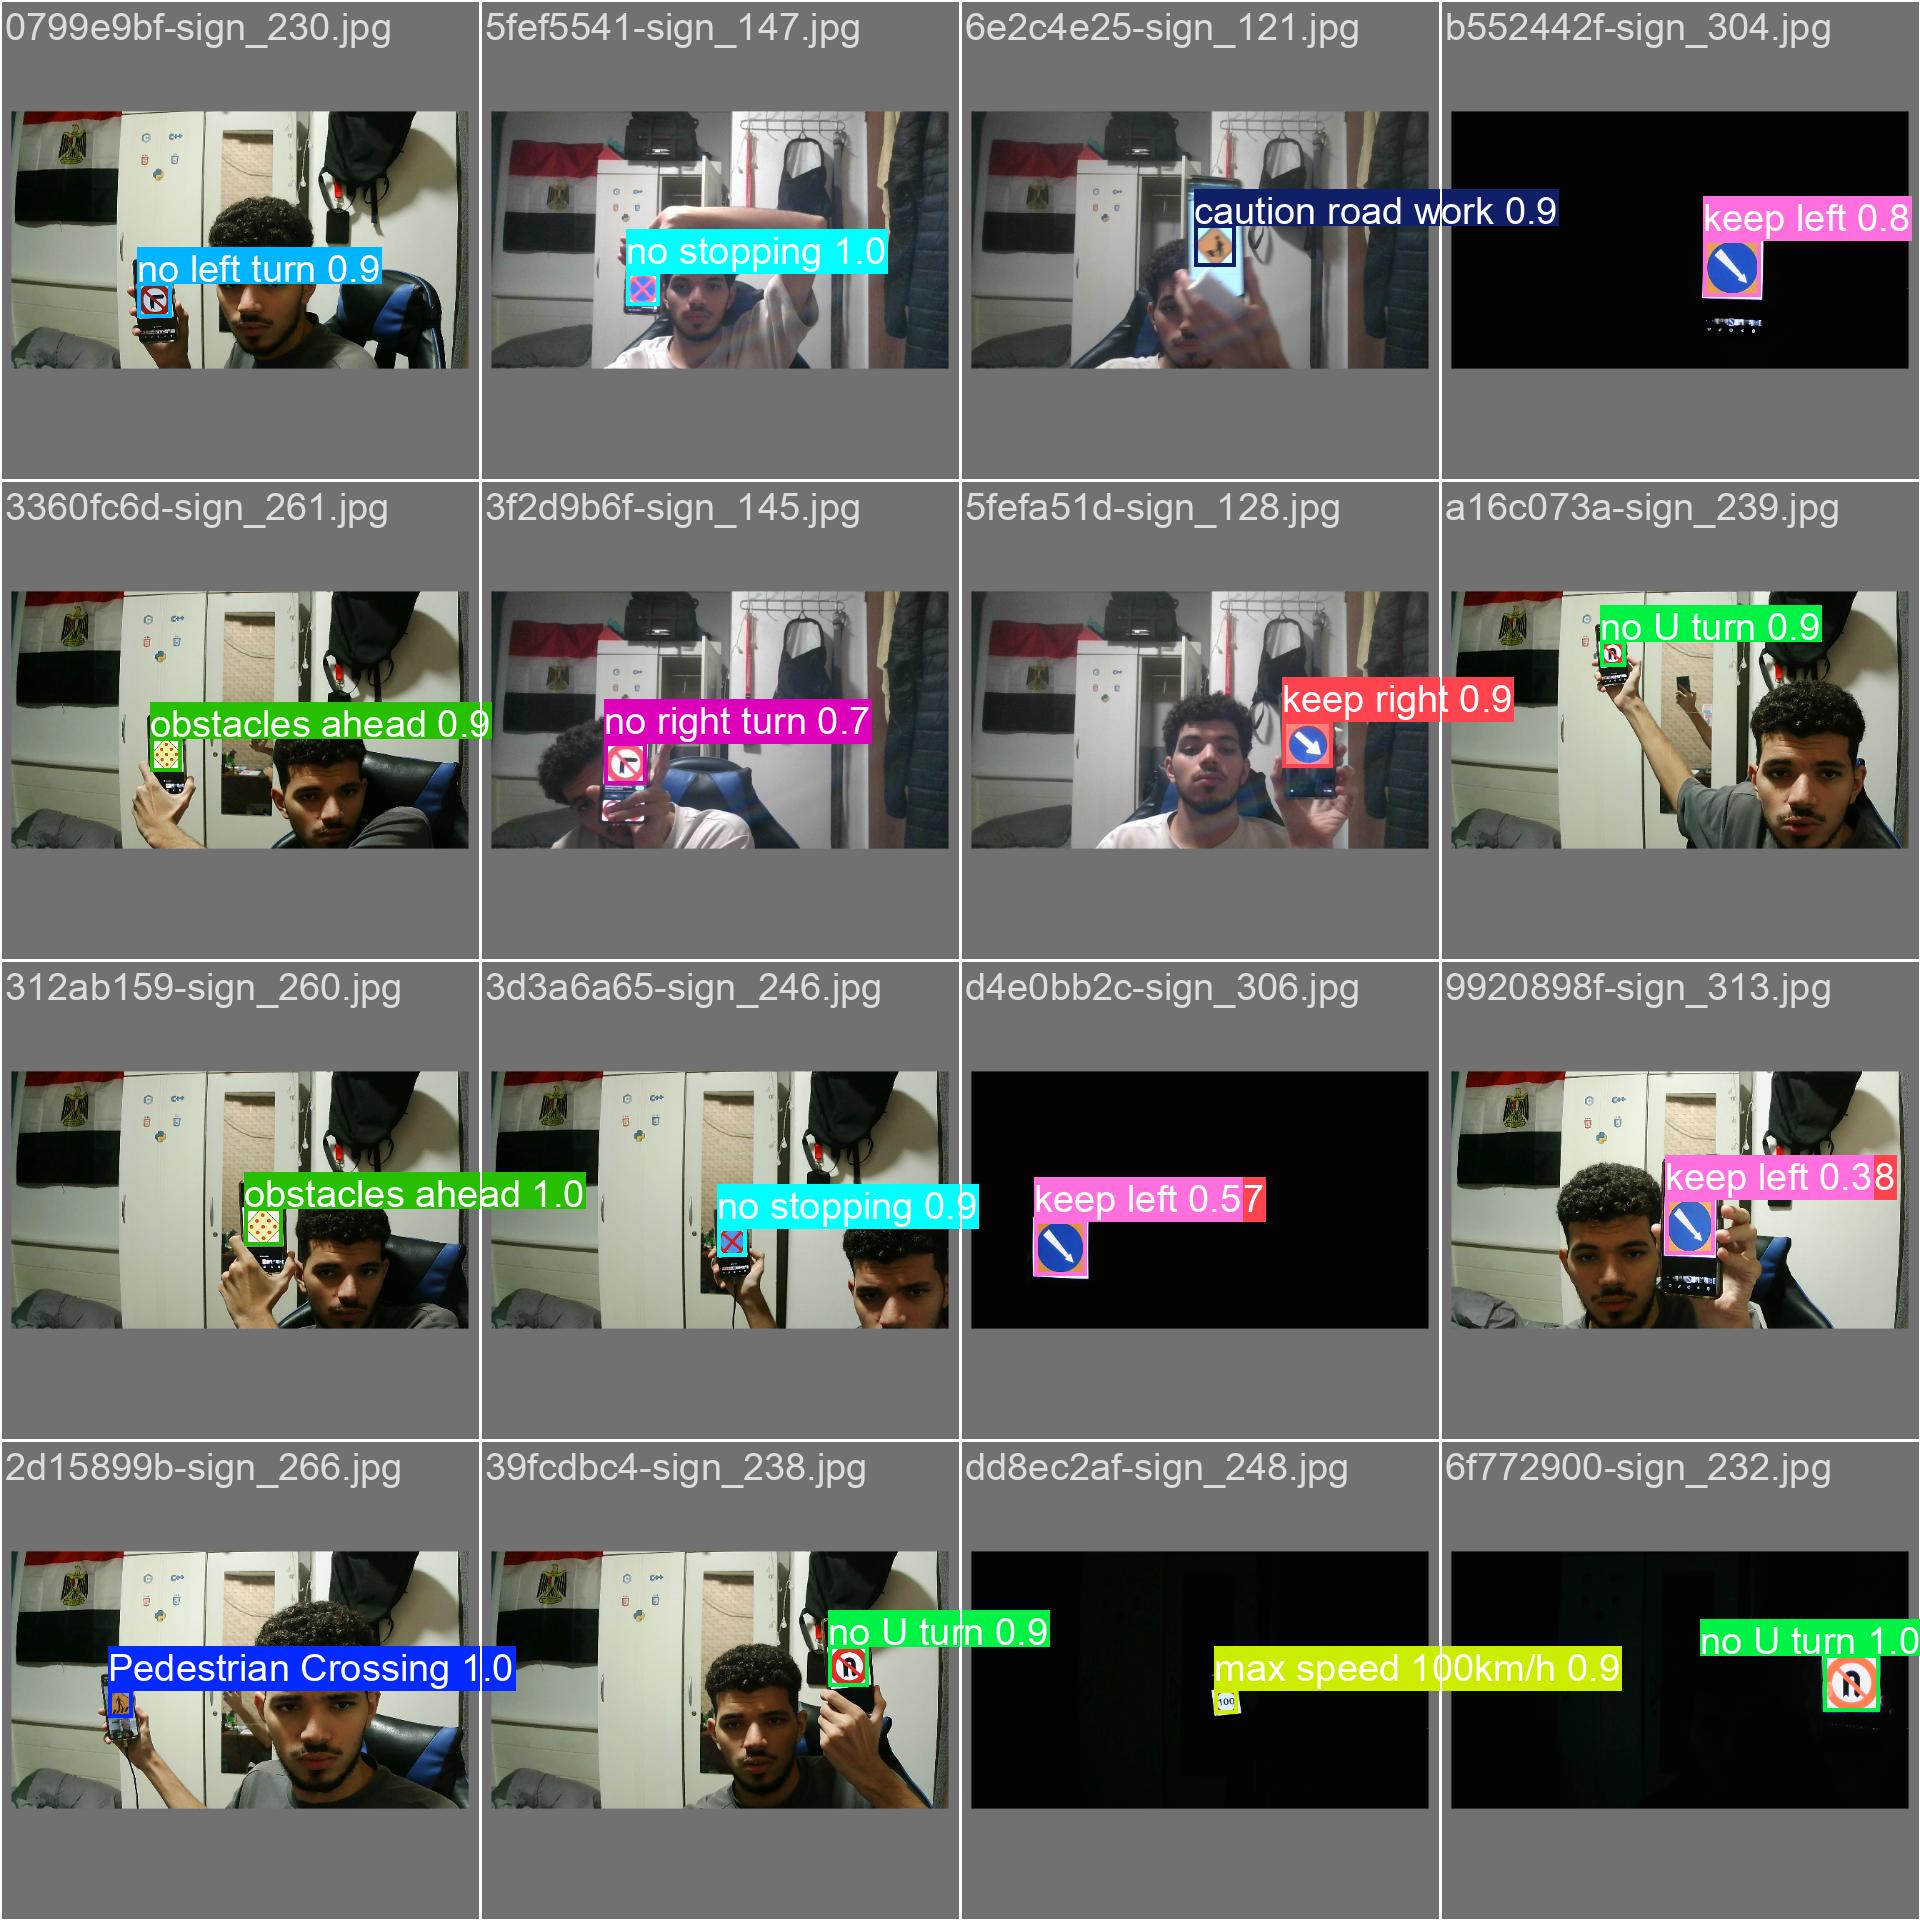 0799e9bf-sign_230.jpg
5fef5541-sign_147.jpg
6e2c4e25-sign_121.jpg
b552442f-sign_304.jpg
no left turn 0.9
no stopping 1.0
caution road work 0.9
keep left 0.8
3360fc6d-sign_261.jpg
3f2d9b6f-sign_145.jpg
5fefa51d-sign_128.jpg
a16c073a-sign_239.jpg
obstacles ahead 0.9
no right turn 0.7
keep right 0.9
no U turn 0.9
312ab159-sign_260.jpg
3d3a6a65-sign_246.jpg
d4e0bb2c-sign_306.jpg
9920898f-sign_313.jpg
obstacles ahead 1.0
no stopping 0.9
keep left 0.57
keep left 0.38
2d15899b-sign_266.jpg
39fcdbc4-sign_238.jpg
dd8ec2af-sign_248.jpg
6f772900-sign_232.jpg
Pedestrian Crossing 1.0
no U turn 0.9
max speed 100km/h 0.9
100
no U turn 1.0